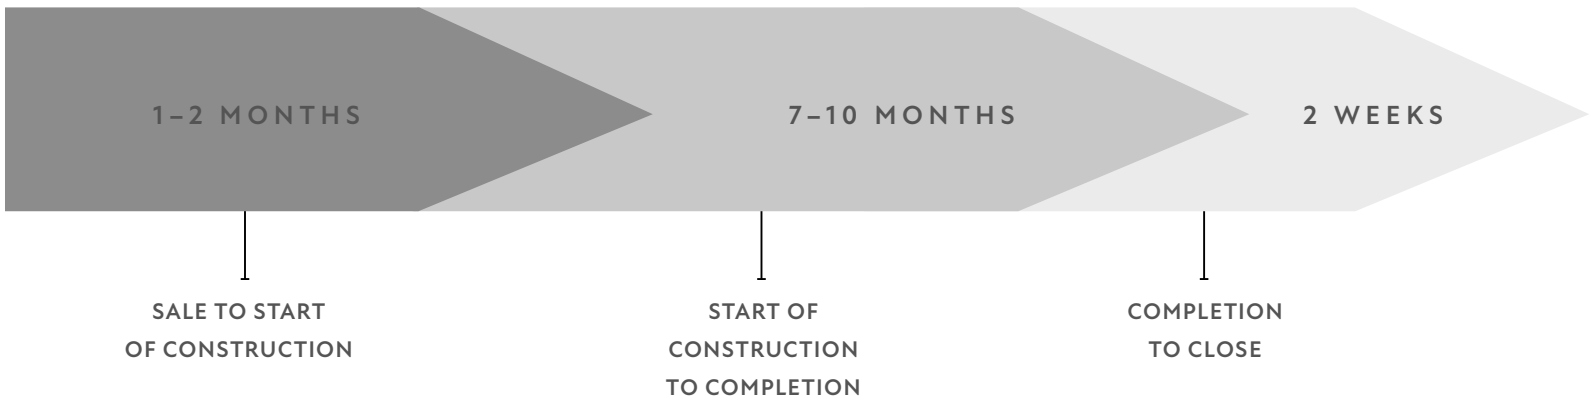 1–2 MONTHS
7–10 MONTHS
2 WEEKS
SALE TO START
OF CONSTRUCTION
START OF
CONSTRUCTION
TO COMPLETION
COMPLETION
TO CLOSE